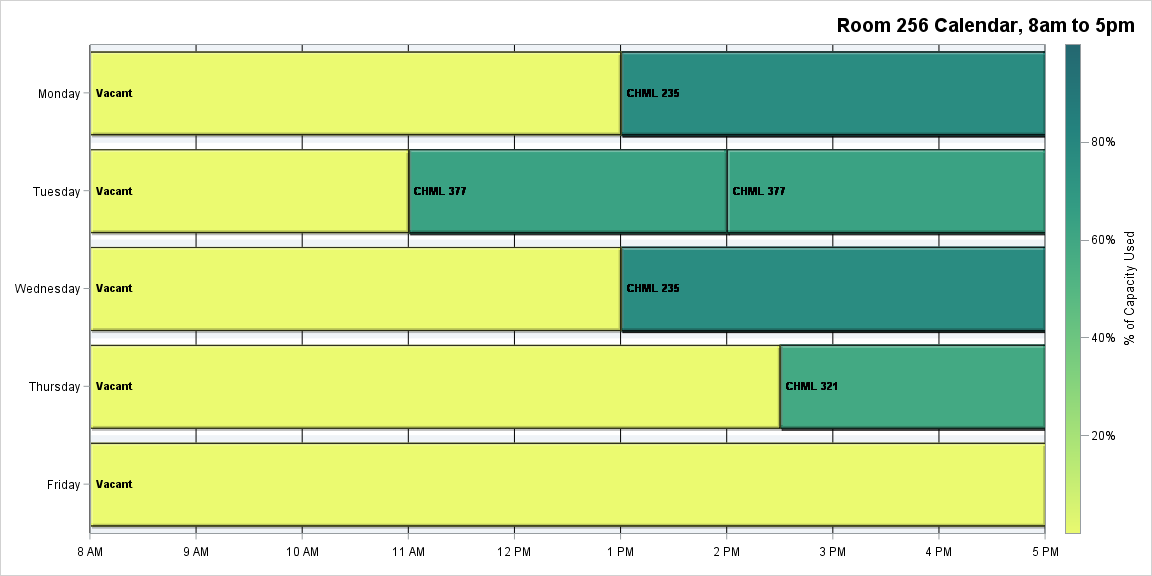 Room 256 Calendar, 8am to 5pm
Monday
Vacant
CHML 235
Tuesday
Vacant
CHML 377
CHML 377
Wednesday
Vacant
CHML 235
Thursday
Vacant
CHML 321
Friday
Vacant
8 AM
9 AM
10 AM
11 AM
12 PM
1 PM
2 PM
3 PM
4 PM
5 PM
80%
60%
40%
20%
% of Capacity Used